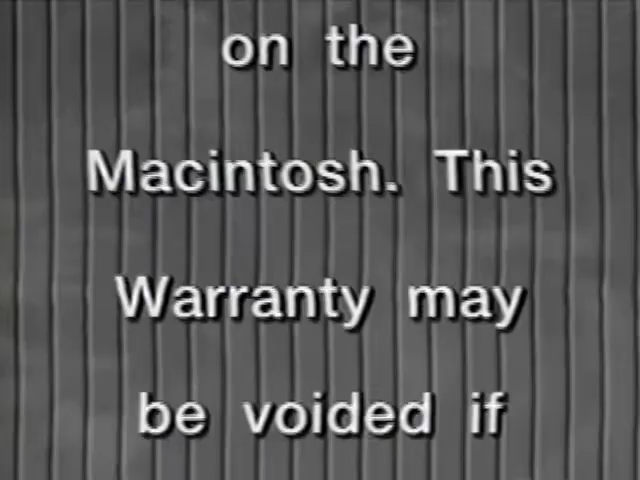 on the
Macintosh. This
Warranty may
be voided if